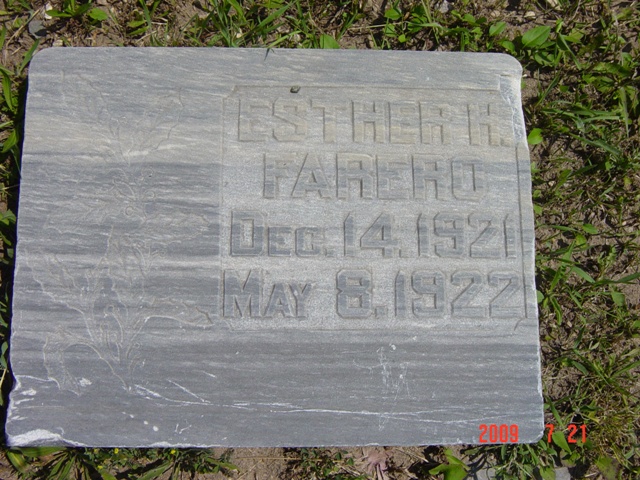 ESTHER H.
FARERO
DEC. 14. 1921
MAY 8. 1922
2009 7 21